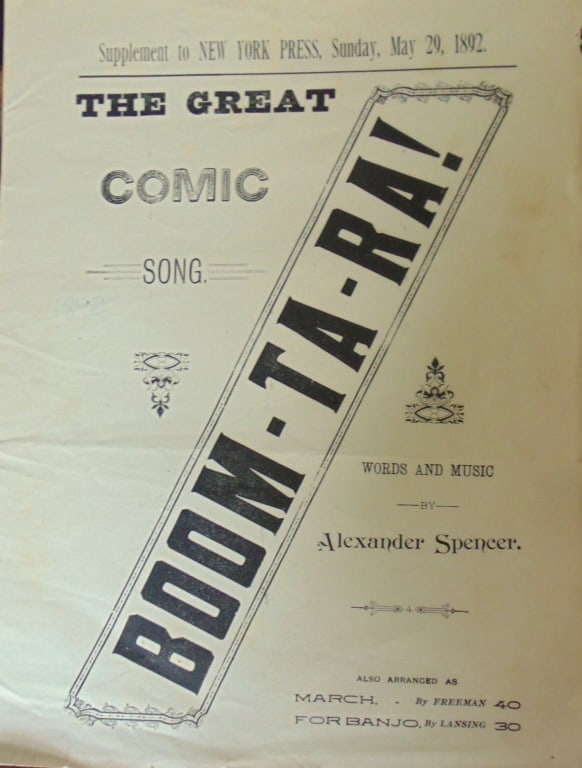 Supplement to NEW YORK PRESS, Sunday, May 29, 1892.
THE GREAT
COMIC
SONG.
BOOM-TA-RA!
WORDS AND MUSIC
BY
Alexander Spencer.
4
ALSO ARRANGED AS
MARCH, - By FREEMAN 40
FOR BANJO, By LANSING 30